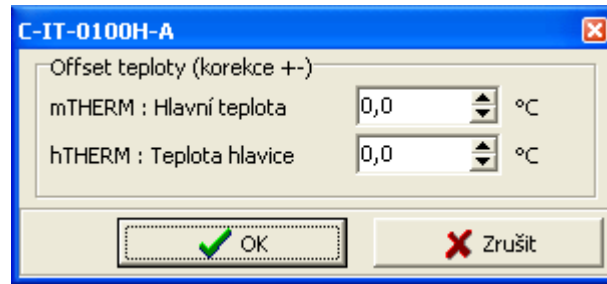 C-IT-0100H-A
Offset teploty (korekce +-)
mTHERM : Hlavní teplota 0,0 °C
hTHERM : Teplota hlavice 0,0 °C
OK Zrušit